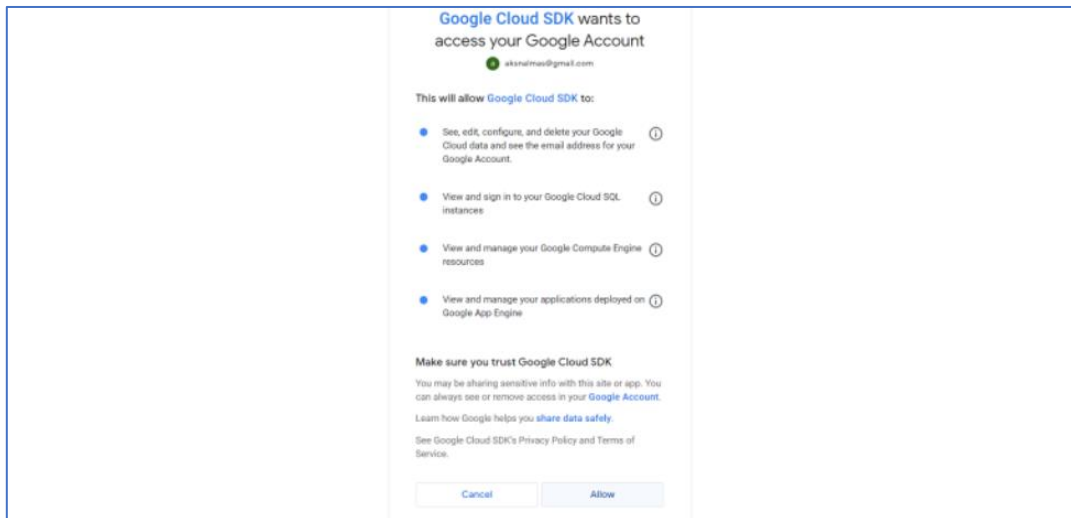 Google Cloud SDK wants to
access your Google Account
a aksnalmas@gmail.com
This will allow Google Cloud SDK to:
See, edit, configure, and delete your Google
Cloud data and see the email address for your
Google Account.
View and sign in to your Google Cloud SQL
instances
View and manage your Google Compute Engine
resources
View and manage your applications deployed on
Google App Engine
Make sure you trust Google Cloud SDK
You may be sharing sensitive info with this site or app. You
can always see or remove access in your Google Account.
Learn how Google helps you share data safely.
See Google Cloud SDK's Privacy Policy and Terms of
Service.
Cancel
Allow